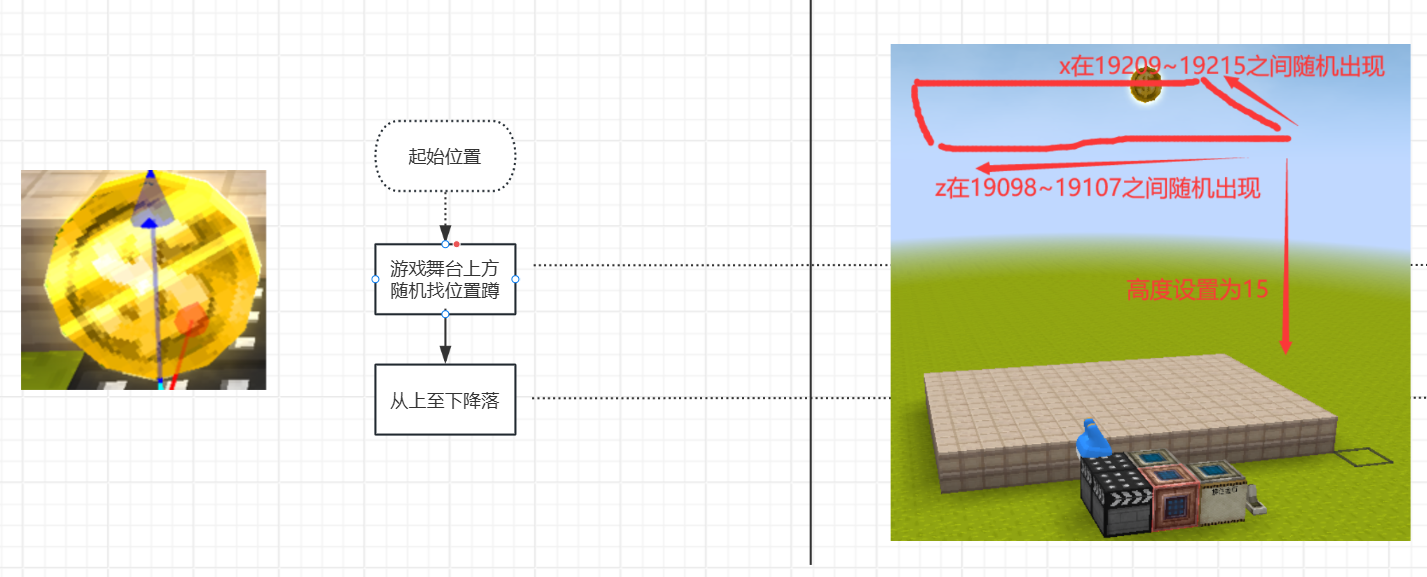 起始位置
游戏舞台上方
随机找位置蹲
从上至下降落
x在19209~19215之间随机出现
z在19098~19107之间随机出现
高度设置为15